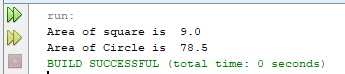 run:
Area of square is  9.0
Area of Circle is  78.5
BUILD SUCCESSFUL (total time: 0 seconds)